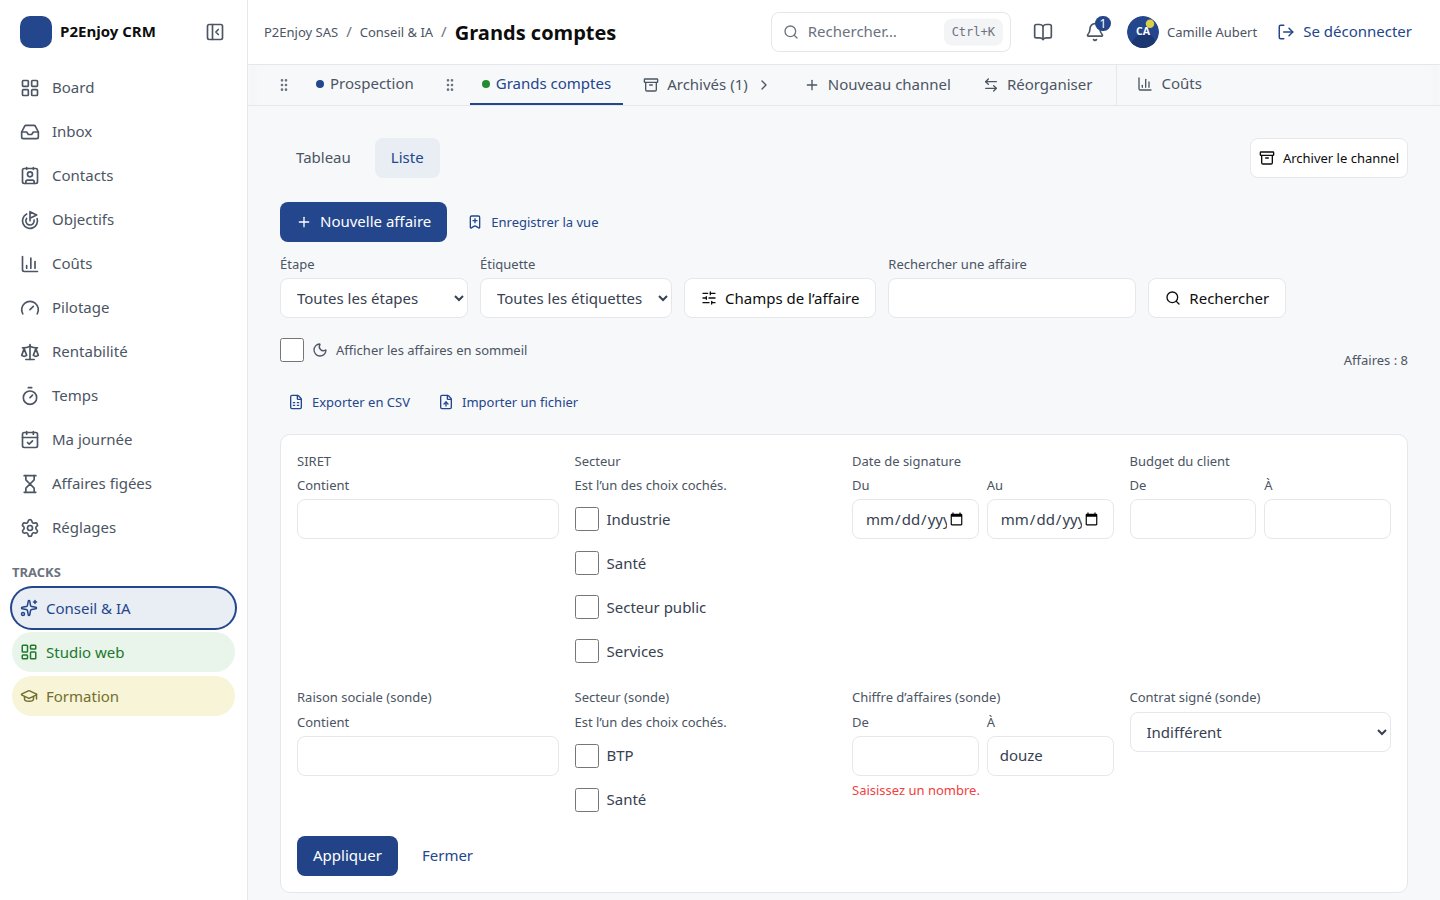 P2Enjoy CRM
Board
Inbox
Contacts
Objectifs
Coûts
Pilotage
Rentabilité
Temps
Ma journée
Affaires figées
Réglages
TRACKS
Conseil & IA
Studio web
Formation
P2Enjoy SAS / Conseil & IA / Grands comptes
Rechercher... Ctrl+K
1
CA Camille Aubert
Se déconnecter
Prospection
Grands comptes
Archivés (1)
Nouveau channel
Réorganiser
Coûts
Tableau Liste
Archiver le channel
Nouvelle affaire
Enregistrer la vue
Étape Étiquette Rechercher une affaire
Toutes les étapes Toutes les étiquettes Champs de l’affaire Rechercher
Afficher les affaires en sommeil
Affaires : 8
Exporter en CSV Importer un fichier
SIRET Secteur Date de signature Budget du client
Contient Est l’un des choix cochés. Du Au De À
Industrie mm/dd/yyy mm/dd/yyy
Santé
Secteur public
Services
Raison sociale (sonde) Secteur (sonde) Chiffre d’affaires (sonde) Contrat signé (sonde)
Contient Est l’un des choix cochés. De À Indifférent
BTP douze
Saisissez un nombre.
Santé
Appliquer Fermer